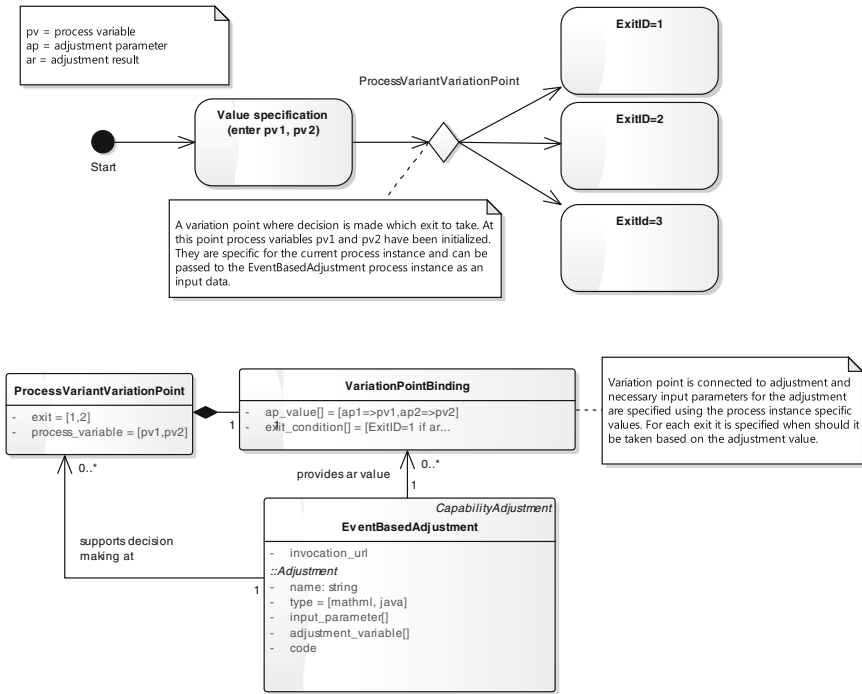 pv = process variable
ap = adjustment parameter
ar = adjustment result
ExitID=1
ProcessVariantVariationPoint
Value specification
(enter pv1, pv2)
ExitID=2
Start
ExitId=3
A variation point where decision is made which exit to take. At
this point process variables pv1 and pv2 have been initialized.
They are specific for the current process instance and can be
passed to the EventBasedAdjustment process instance as an
input data.
ProcessVariantVariationPoint
- exit = [1,2]
- process_variable = [pv1,pv2]
1
1
VariationPointBinding
- ap_value[] = [ap1=>pv1,ap2=>pv2]
- exit_condition[] = [ExitID=1 if ar...
Variation point is connected to adjustment and
necessary input parameters for the adjustment
are specified using the process instance specific
values. For each exit it is specified when should it
be taken based on the adjustment value.
0..*
provides ar value
0..*
1
supports decision
making at
1
CapabilityAdjustment
EventBasedAdjustment
- invocation_url
::Adjustment
- name: string
- type = [mathml, java]
- input_parameter[]
- adjustment_variable[]
- code